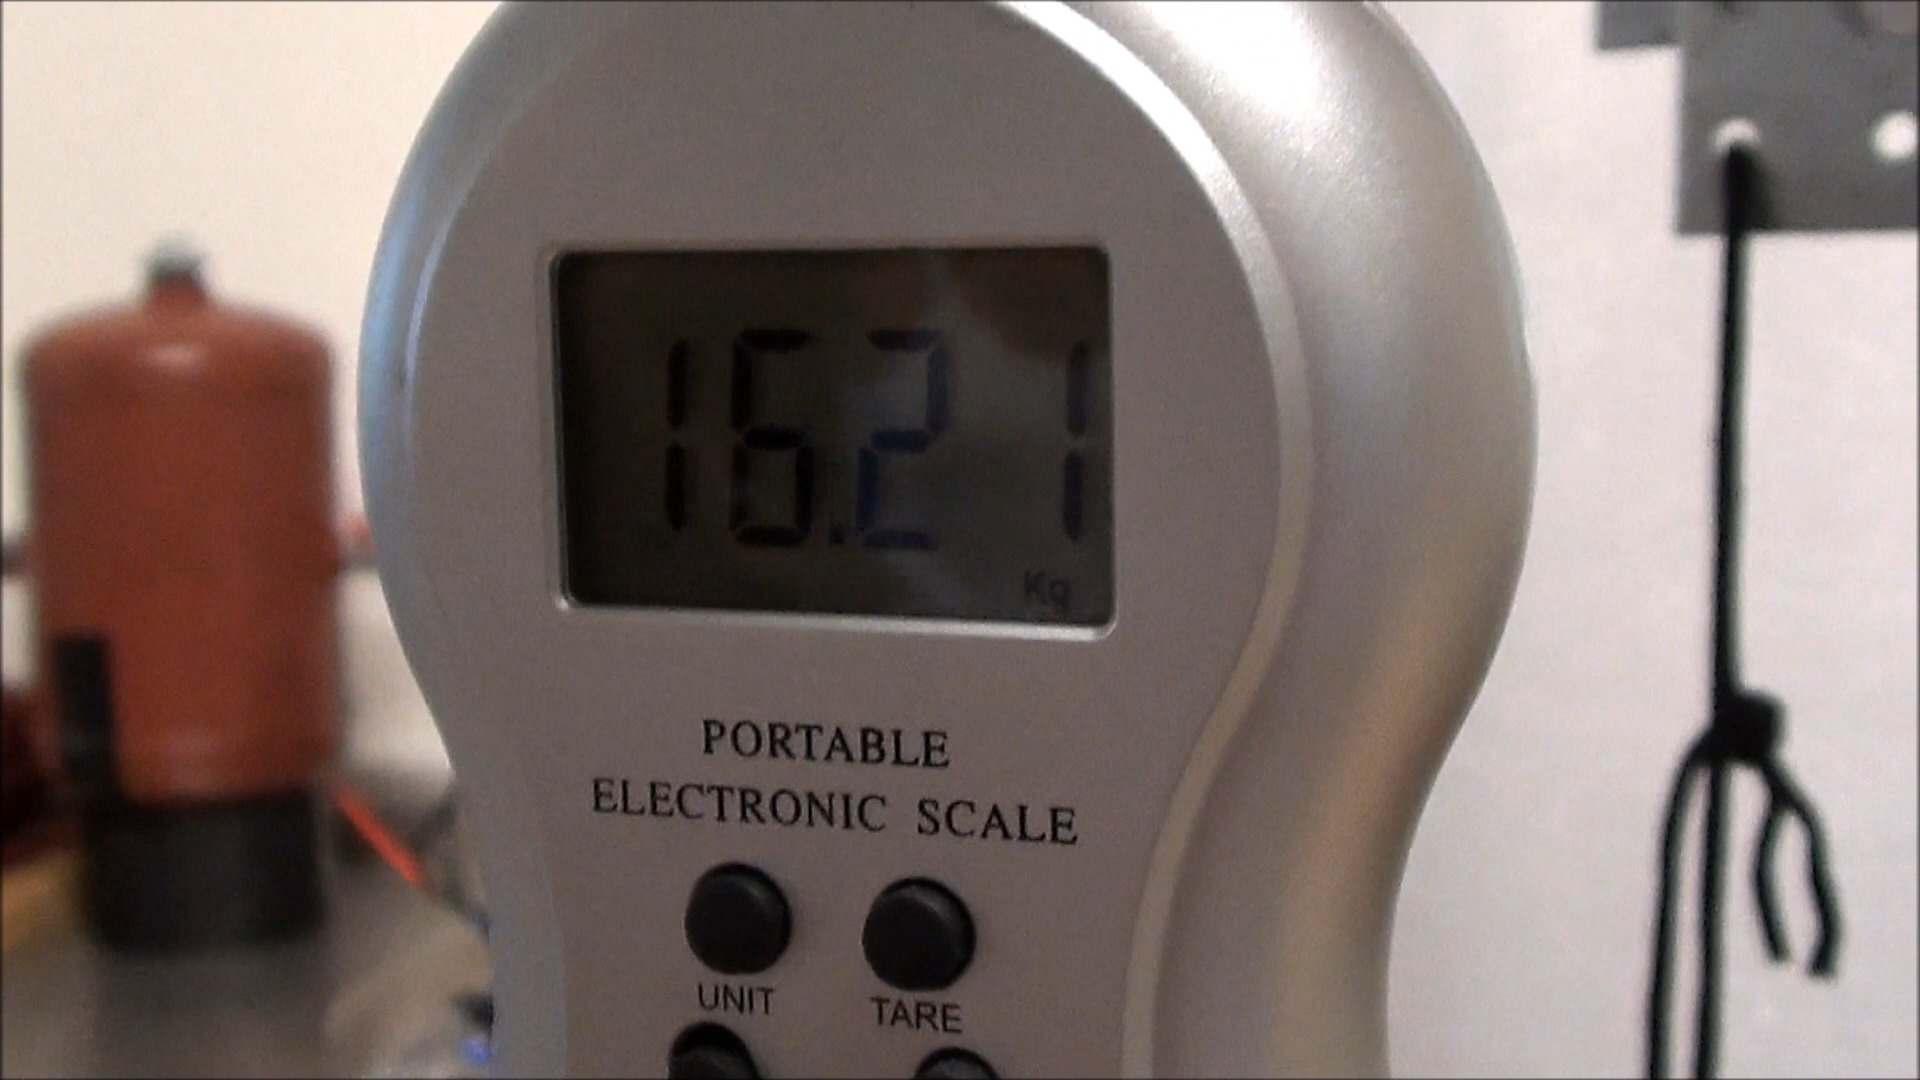 16.21
Kg
PORTABLE
ELECTRONIC SCALE
UNIT TARE